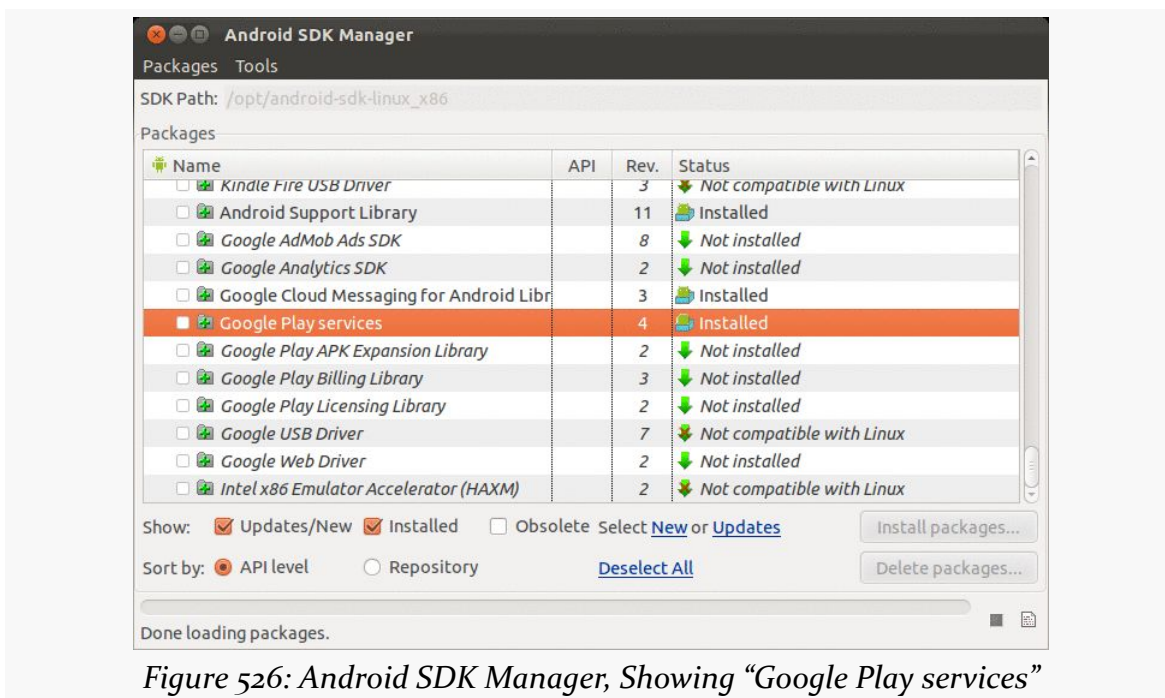 Android SDK Manager
Packages Tools
SDK Path: /opt/android-sdk-linux_x86
Packages
Name API Rev. Status
Kindle Fire USB Driver 3 Not compatible with Linux
Android Support Library 11 Installed
Google AdMob Ads SDK 8 Not installed
Google Analytics SDK 2 Not installed
Google Cloud Messaging for Android Libr 3 Installed
Google Play services 4 Installed
Google Play APK Expansion Library 2 Not installed
Google Play Billing Library 3 Not installed
Google Play Licensing Library 2 Not installed
Google USB Driver 7 Not compatible with Linux
Google Web Driver 2 Not installed
Intel x86 Emulator Accelerator (HAXM) 2 Not compatible with Linux
Show: Updates/New Installed Obsolete Select New or Updates Install packages...
Sort by: API level Repository Deselect All Delete packages...
Done loading packages.
Figure 526: Android SDK Manager, Showing “Google Play services”